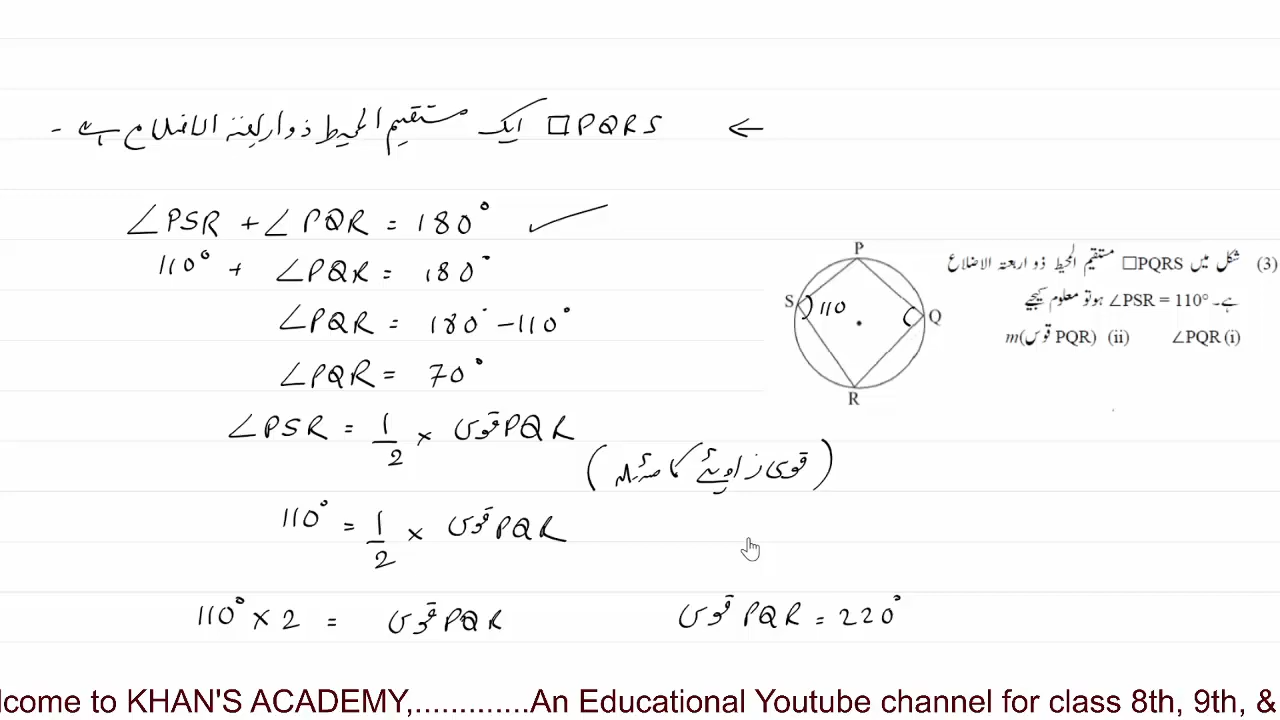 ← □PQRS ایک مستقیم المحیط ذو اربعتہ الاضلاع ہے -
∠PSR + ∠PQR = 180°
110° + ∠PQR = 180°
∠PQR = 180° - 110°
∠PQR = 70°
∠PSR = 1/2 × قوس PQR
(قوسی زاویئے کا مسئلہ)
110° = 1/2 × قوس PQR
110° × 2 = قوس PQR
قوس PQR = 220°
(3) شکل میں □PQRS مستقیم المحیط ذو اربعتہ الاضلاع
ہے۔ ∠PSR = 110° ہو تو معلوم کیجیے
∠PQR (i) m(قوس PQR) (ii)
P
S 110 Q
R
lcome to KHAN'S ACADEMY,.............An Educational Youtube channel for class 8th, 9th, &